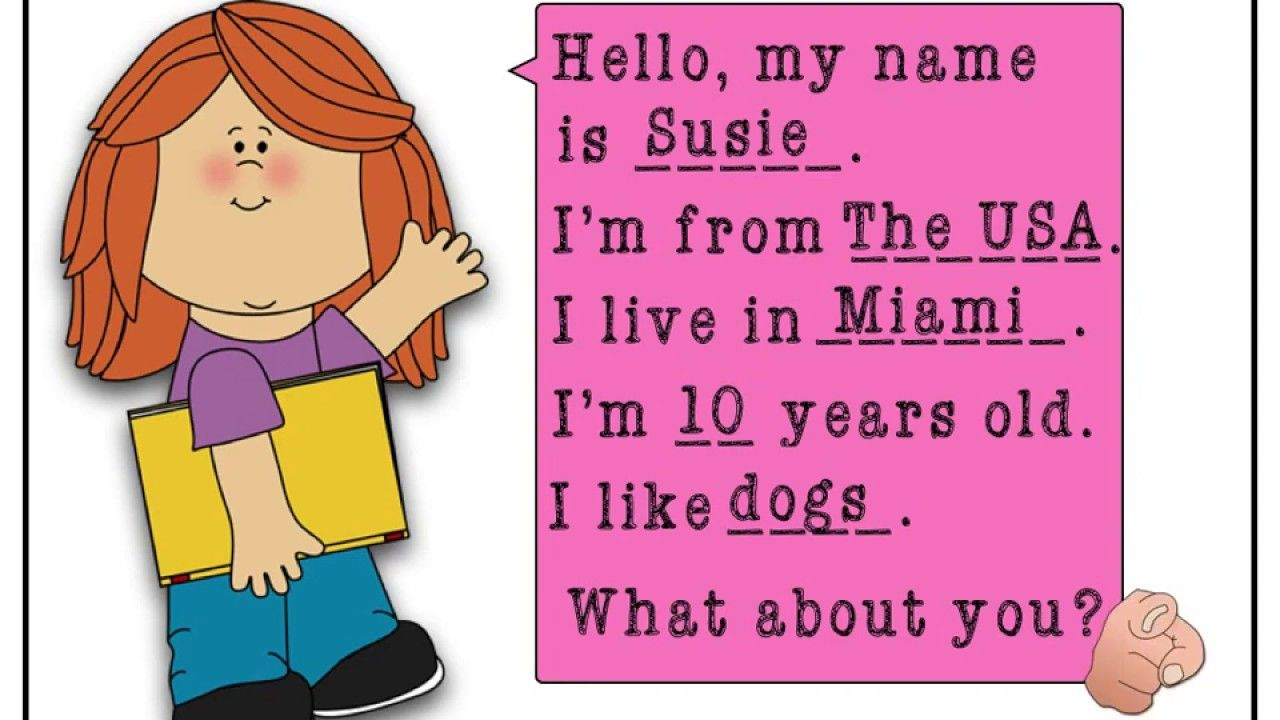 Hello, my name
is Susie.
I'm from The USA.
I live in Miami.
I'm 10 years old.
I like dogs.
What about you?